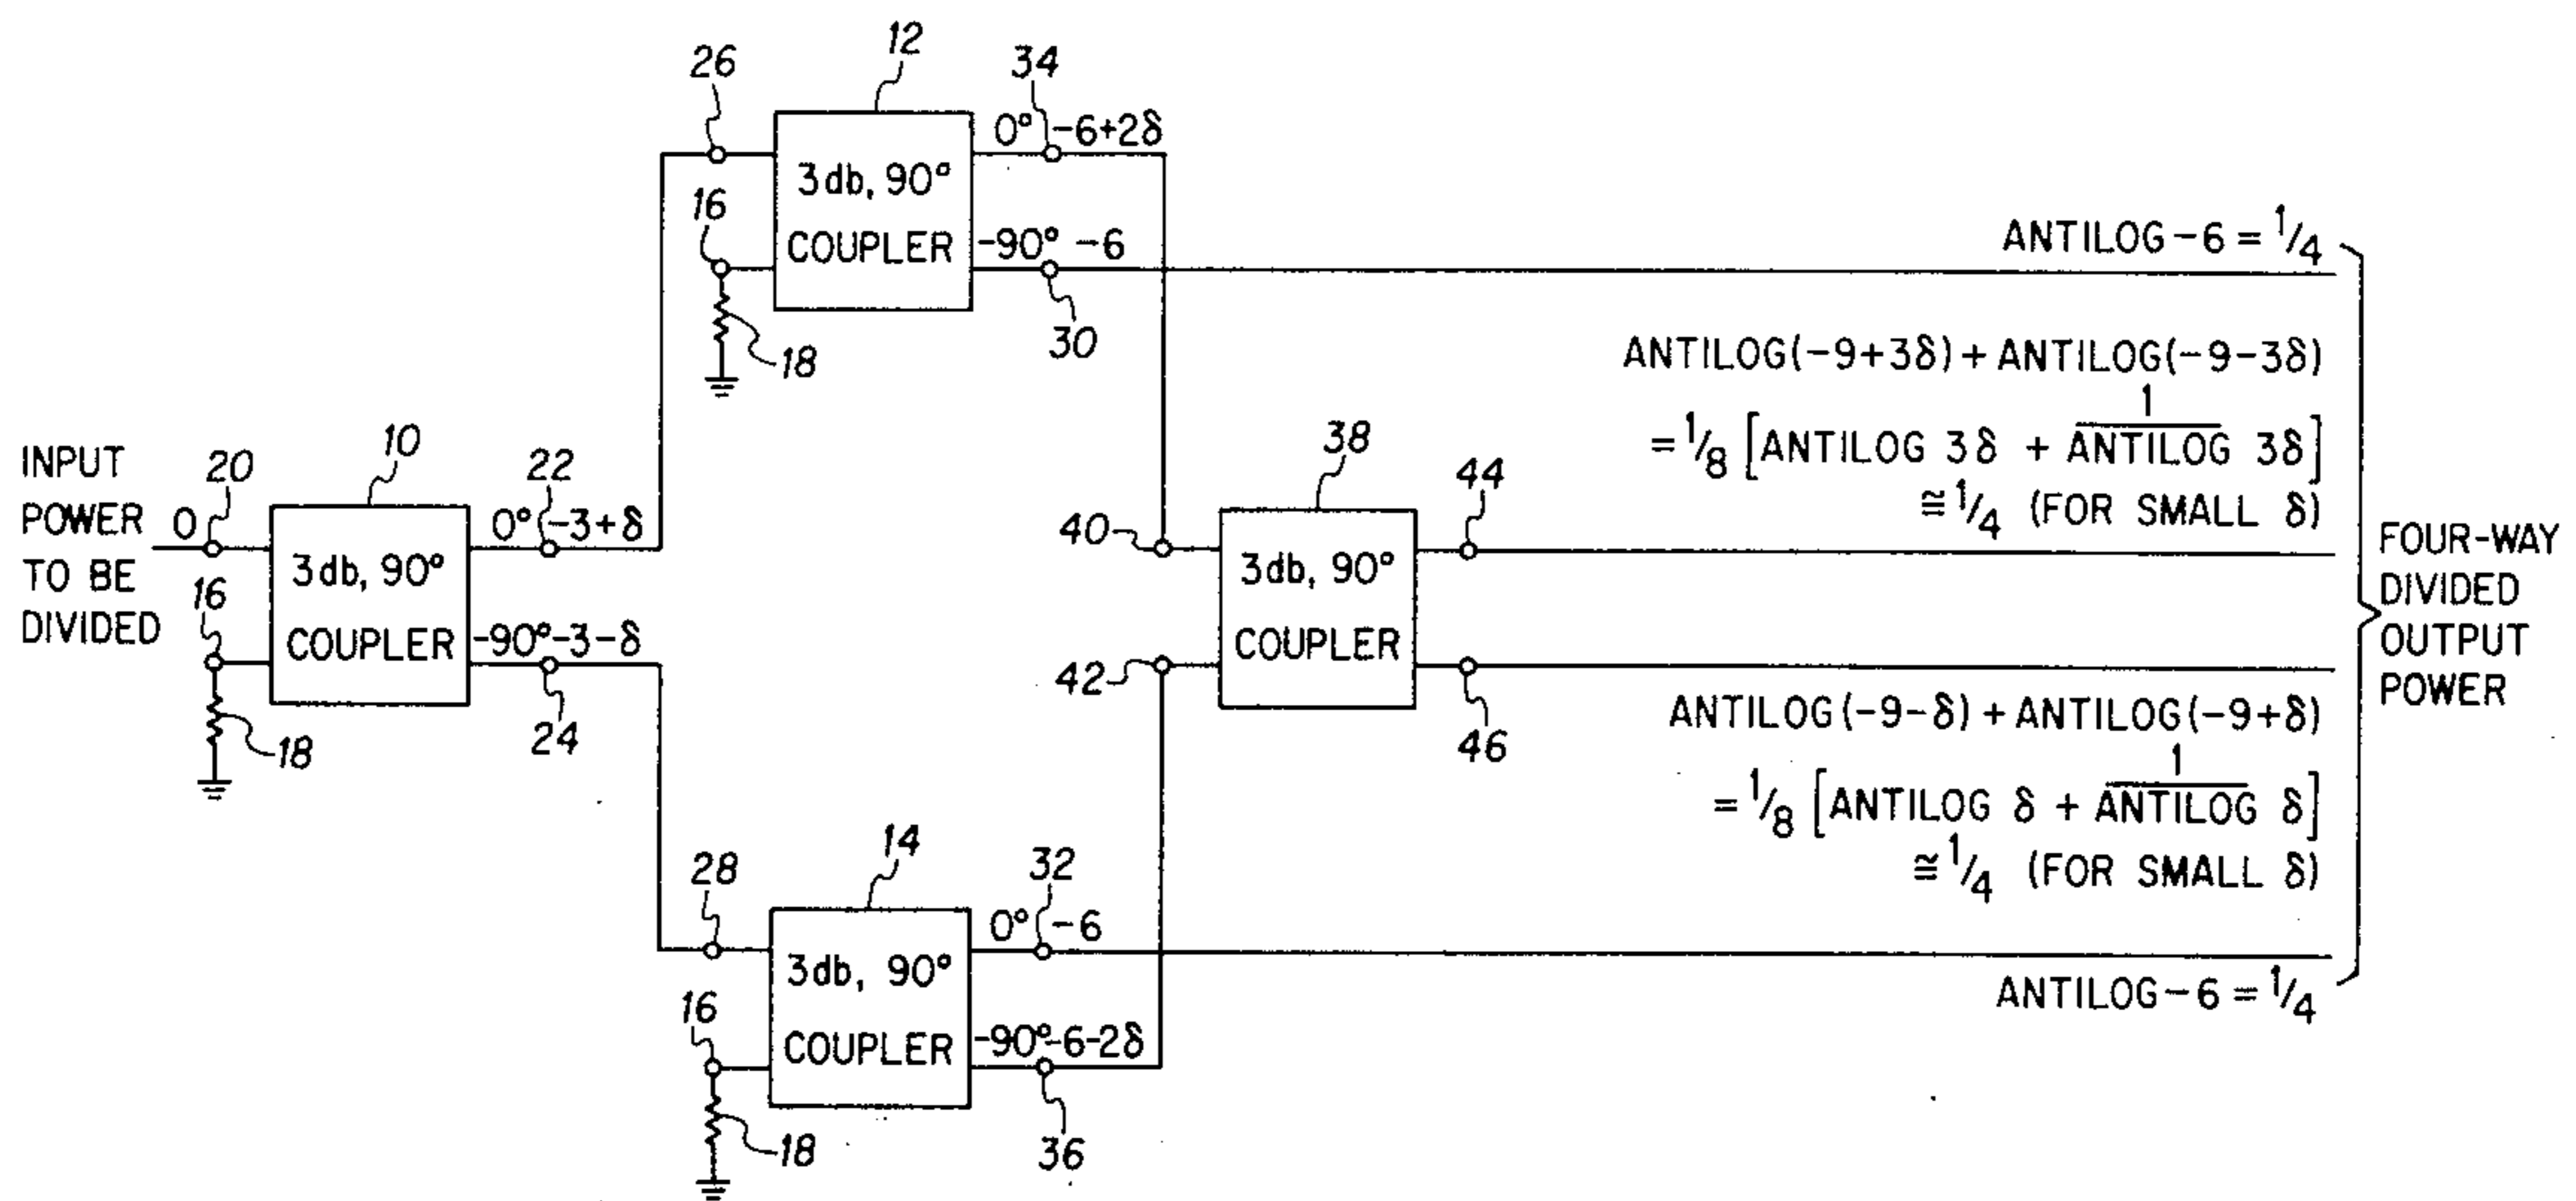 INPUT
POWER
TO BE
DIVIDED
0
20
16
18
10
3db, 90°
COUPLER
0° -3+δ
22
-90° -3-δ
24
26
16
18
12
3db, 90°
COUPLER
0° -6+2δ
34
-90° -6
30
28
16
18
14
3db, 90°
COUPLER
0° -6
32
-90° -6-2δ
36
40
42
38
3db, 90°
COUPLER
44
46
ANTILOG -6 = 1/4
ANTILOG(-9+3δ) + ANTILOG(-9-3δ)
1
= 1/8 [ANTILOG 3δ + ANTILOG 3δ]
≅ 1/4 (FOR SMALL δ)
ANTILOG(-9-δ) + ANTILOG(-9+δ)
1
= 1/8 [ANTILOG δ + ANTILOG δ]
≅ 1/4 (FOR SMALL δ)
ANTILOG -6 = 1/4
FOUR-WAY
DIVIDED
OUTPUT
POWER